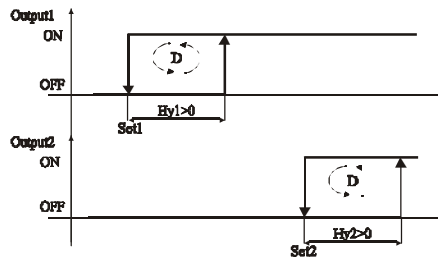 Output1
ON
D
OFF
Hy1>0
Set1
Output2
ON
D
OFF
Hy2>0
Set2